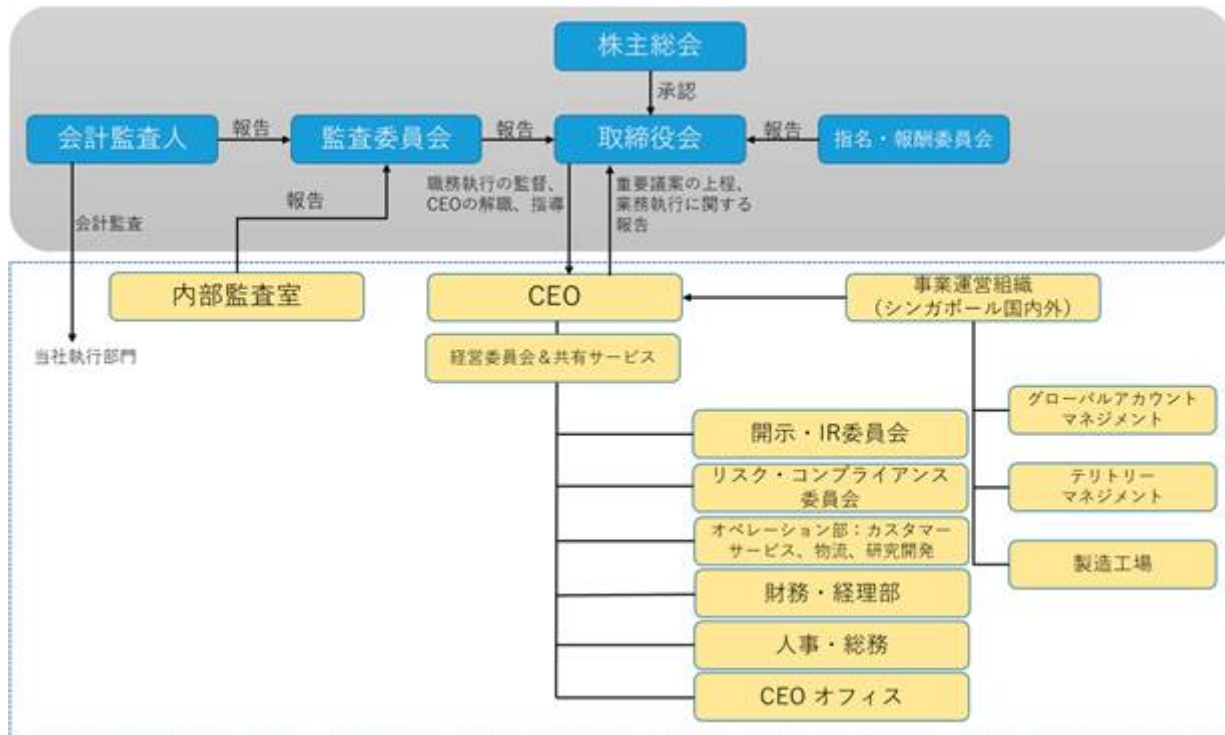 株主総会
承認
会計監査人
報告
監査委員会
報告
取締役会
報告
指名・報酬委員会
職務執行の監督、
CEOの解職、指導
重要議案の上程、
業務執行に関する
報告
報告
会計監査
内部監査室
CEO
事業運営組織
（シンガポール国内外）
当社執行部門
経営委員会＆共有サービス
グローバルアカウント
マネジメント
開示・IR委員会
リスク・コンプライアンス
委員会
テリトリー
マネジメント
オペレーション部：カスタマー
サービス、物流、研究開発
製造工場
財務・経理部
人事・総務
CEO オフィス